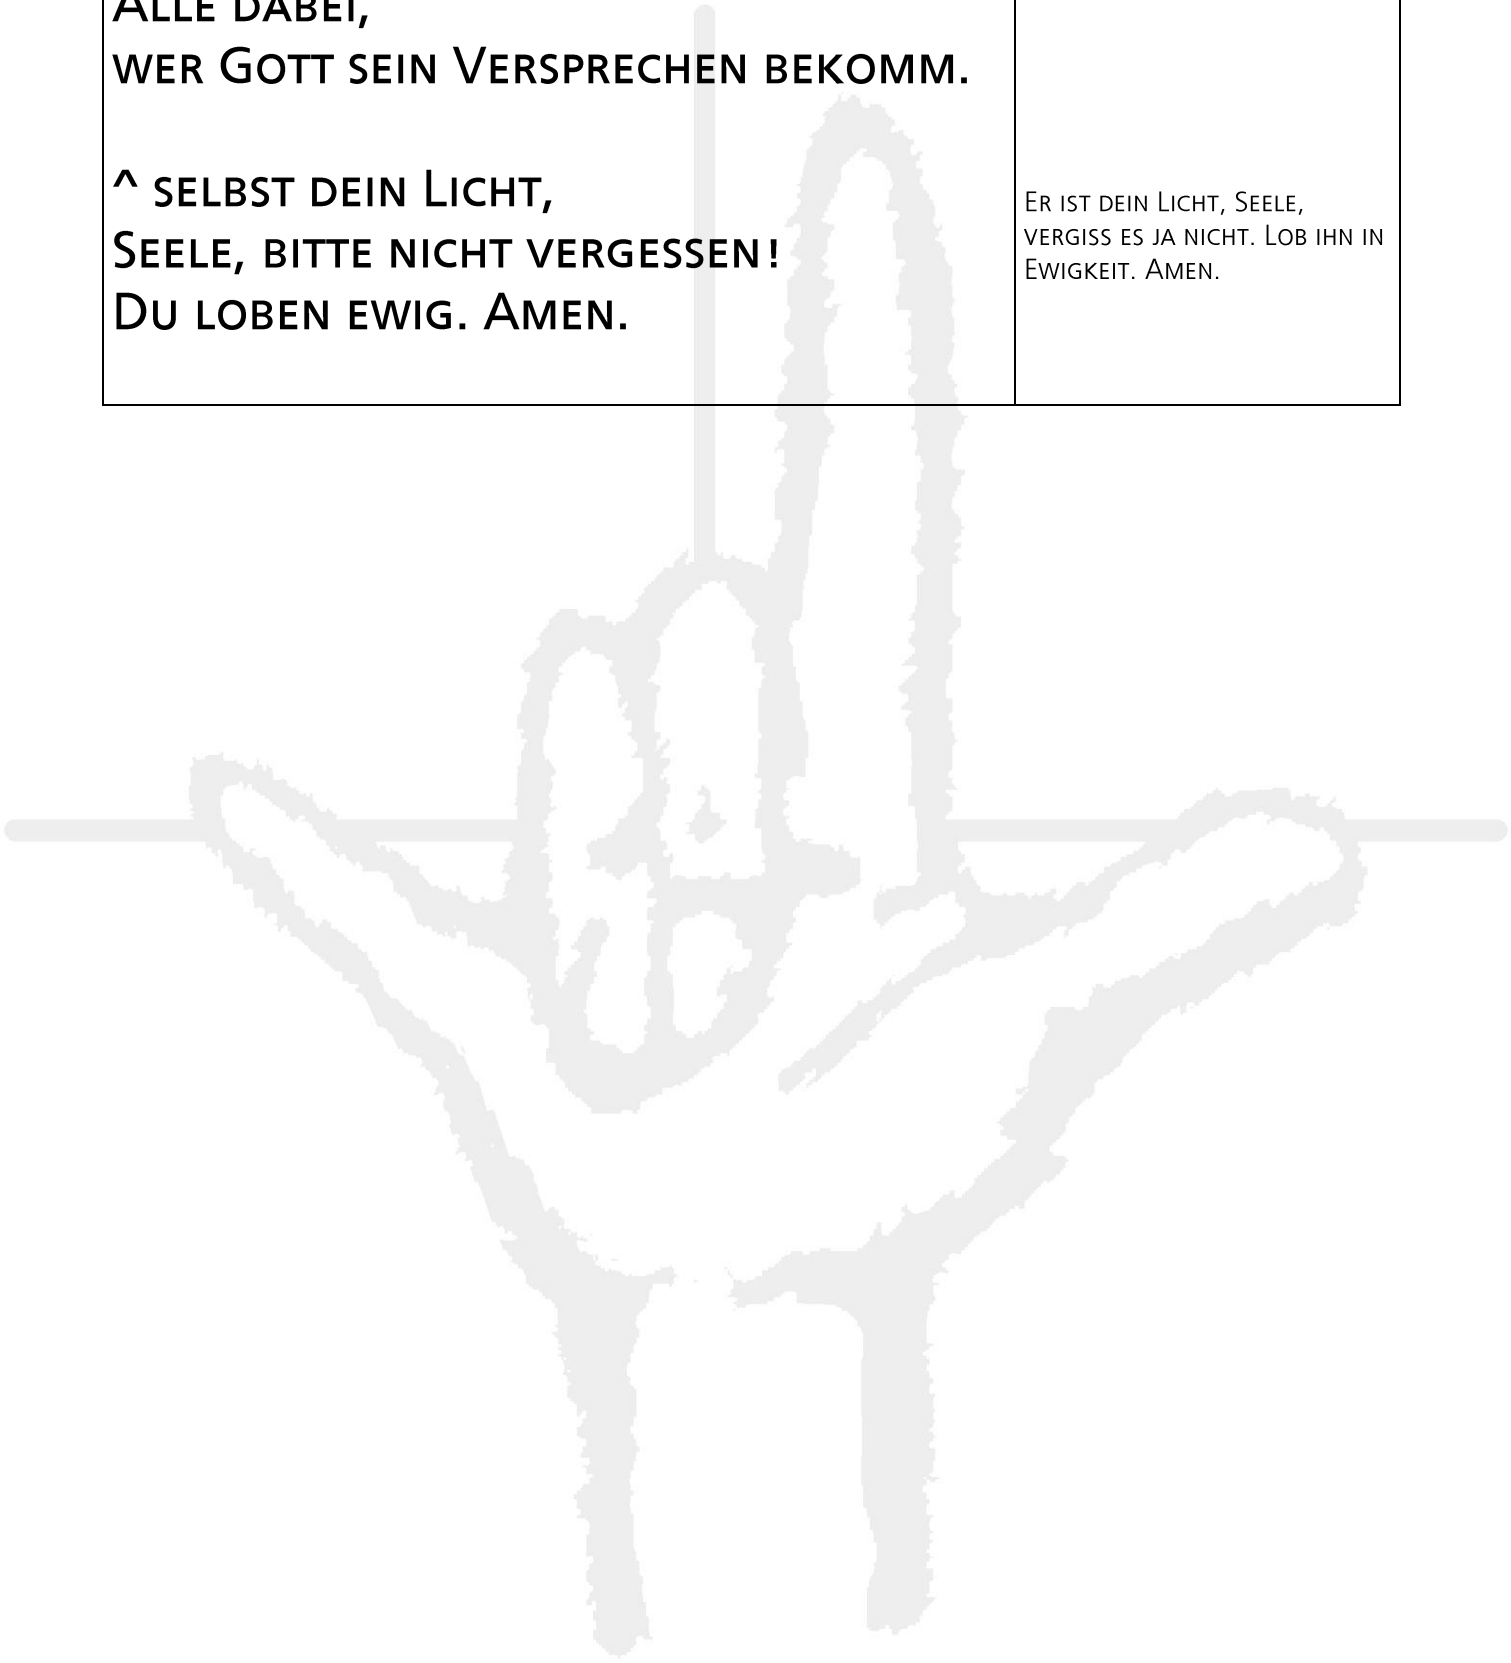 Alle dabei,
wer Gott sein Versprechen bekomm.
^ selbst dein Licht,
Seele, bitte nicht vergessen!
Du loben ewig. Amen.
Er ist dein Licht, Seele,
vergiss es ja nicht. Lob ihn in
Ewigkeit. Amen.